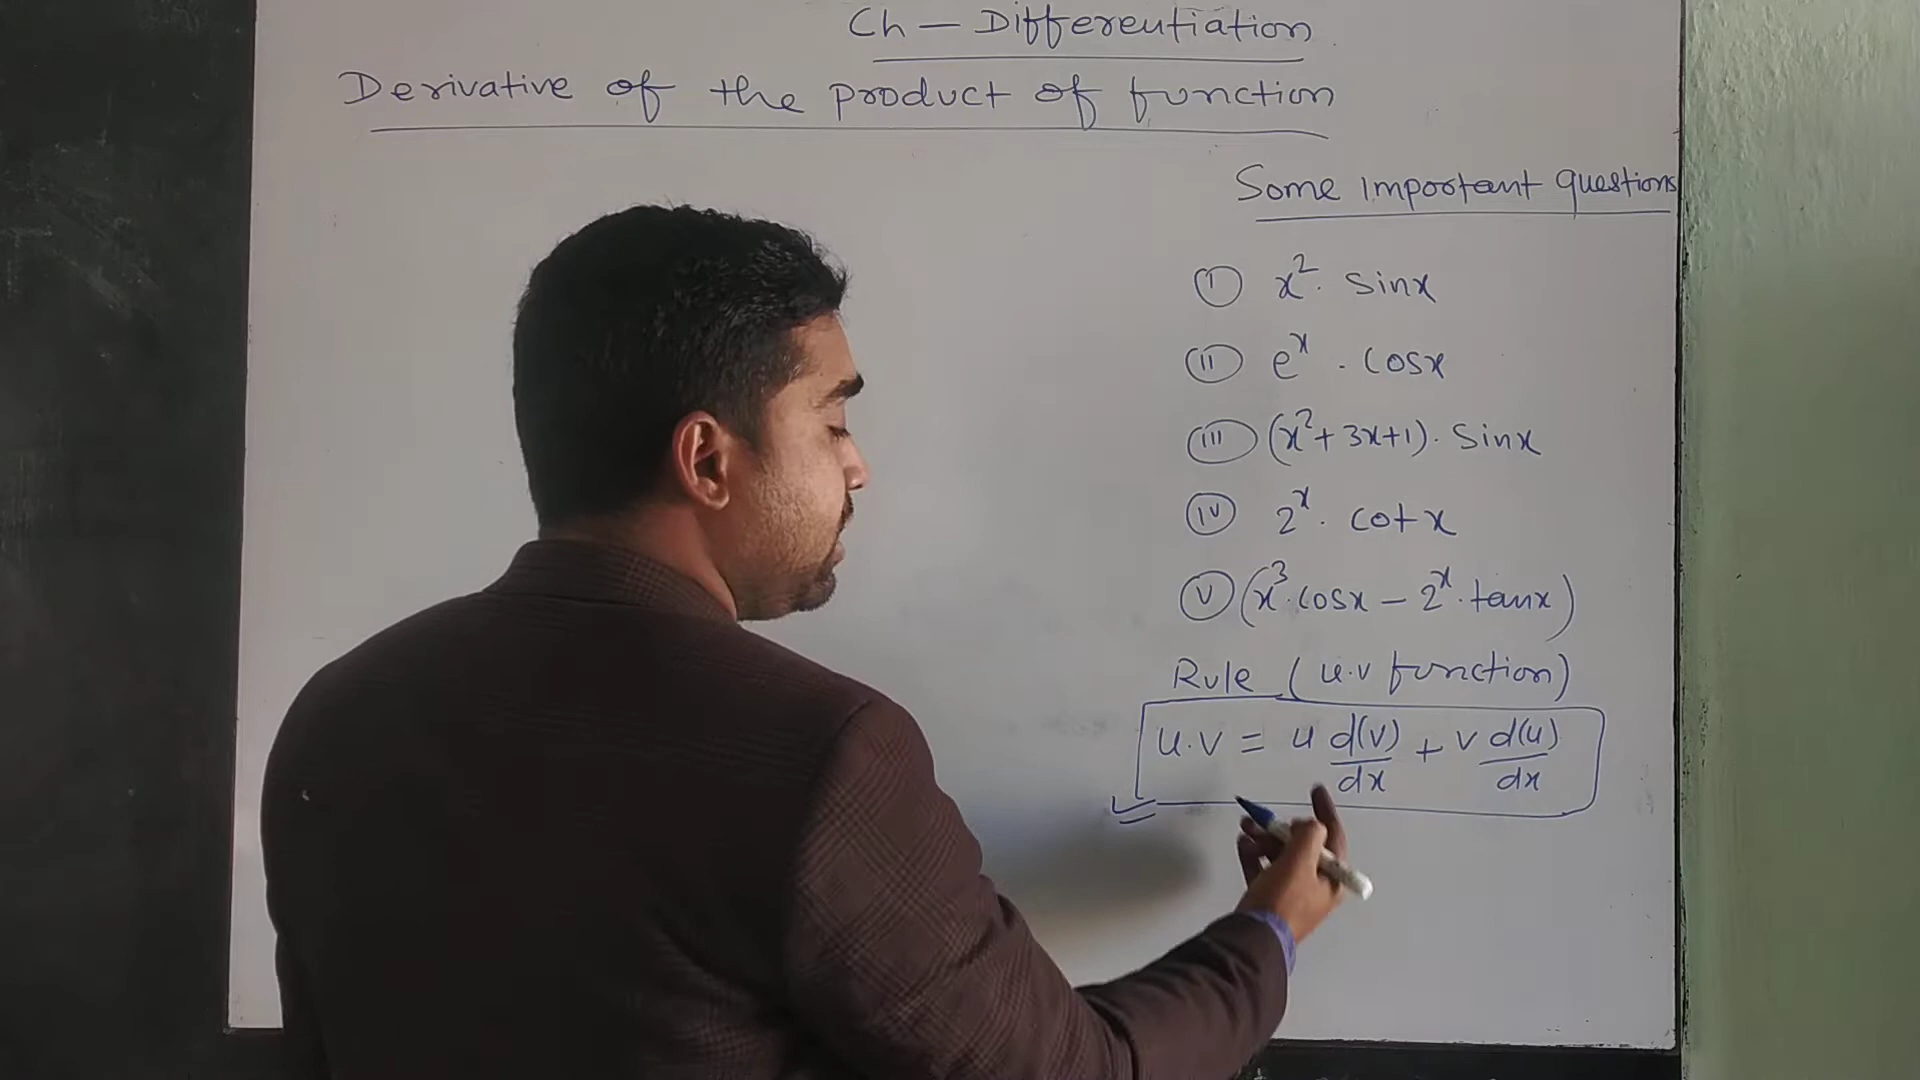 Ch - Differentiation
Derivative of the product of function
Some important questions
(i) x². sinx
(ii) eˣ . cosx
(iii) (x²+3x+1). sinx
(iv) 2ˣ. cotx
(v) (x³.cosx - 2ˣ.tanx)
Rule (u.v function)
u.v = u d(v)/dx + v d(u)/dx